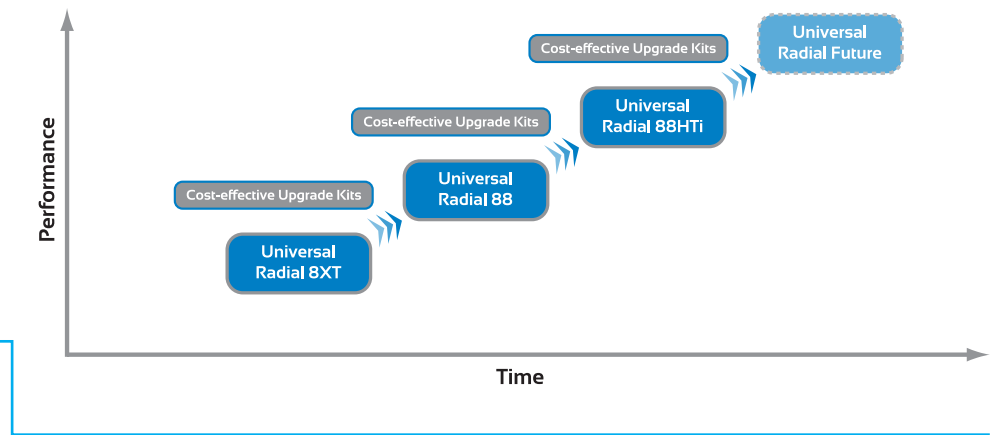 Universal
Radial Future
Cost-effective Upgrade Kits
Universal
Radial 88HTi
Cost-effective Upgrade Kits
Universal
Radial 88
Cost-effective Upgrade Kits
Universal
Radial 8XT
Performance
Time